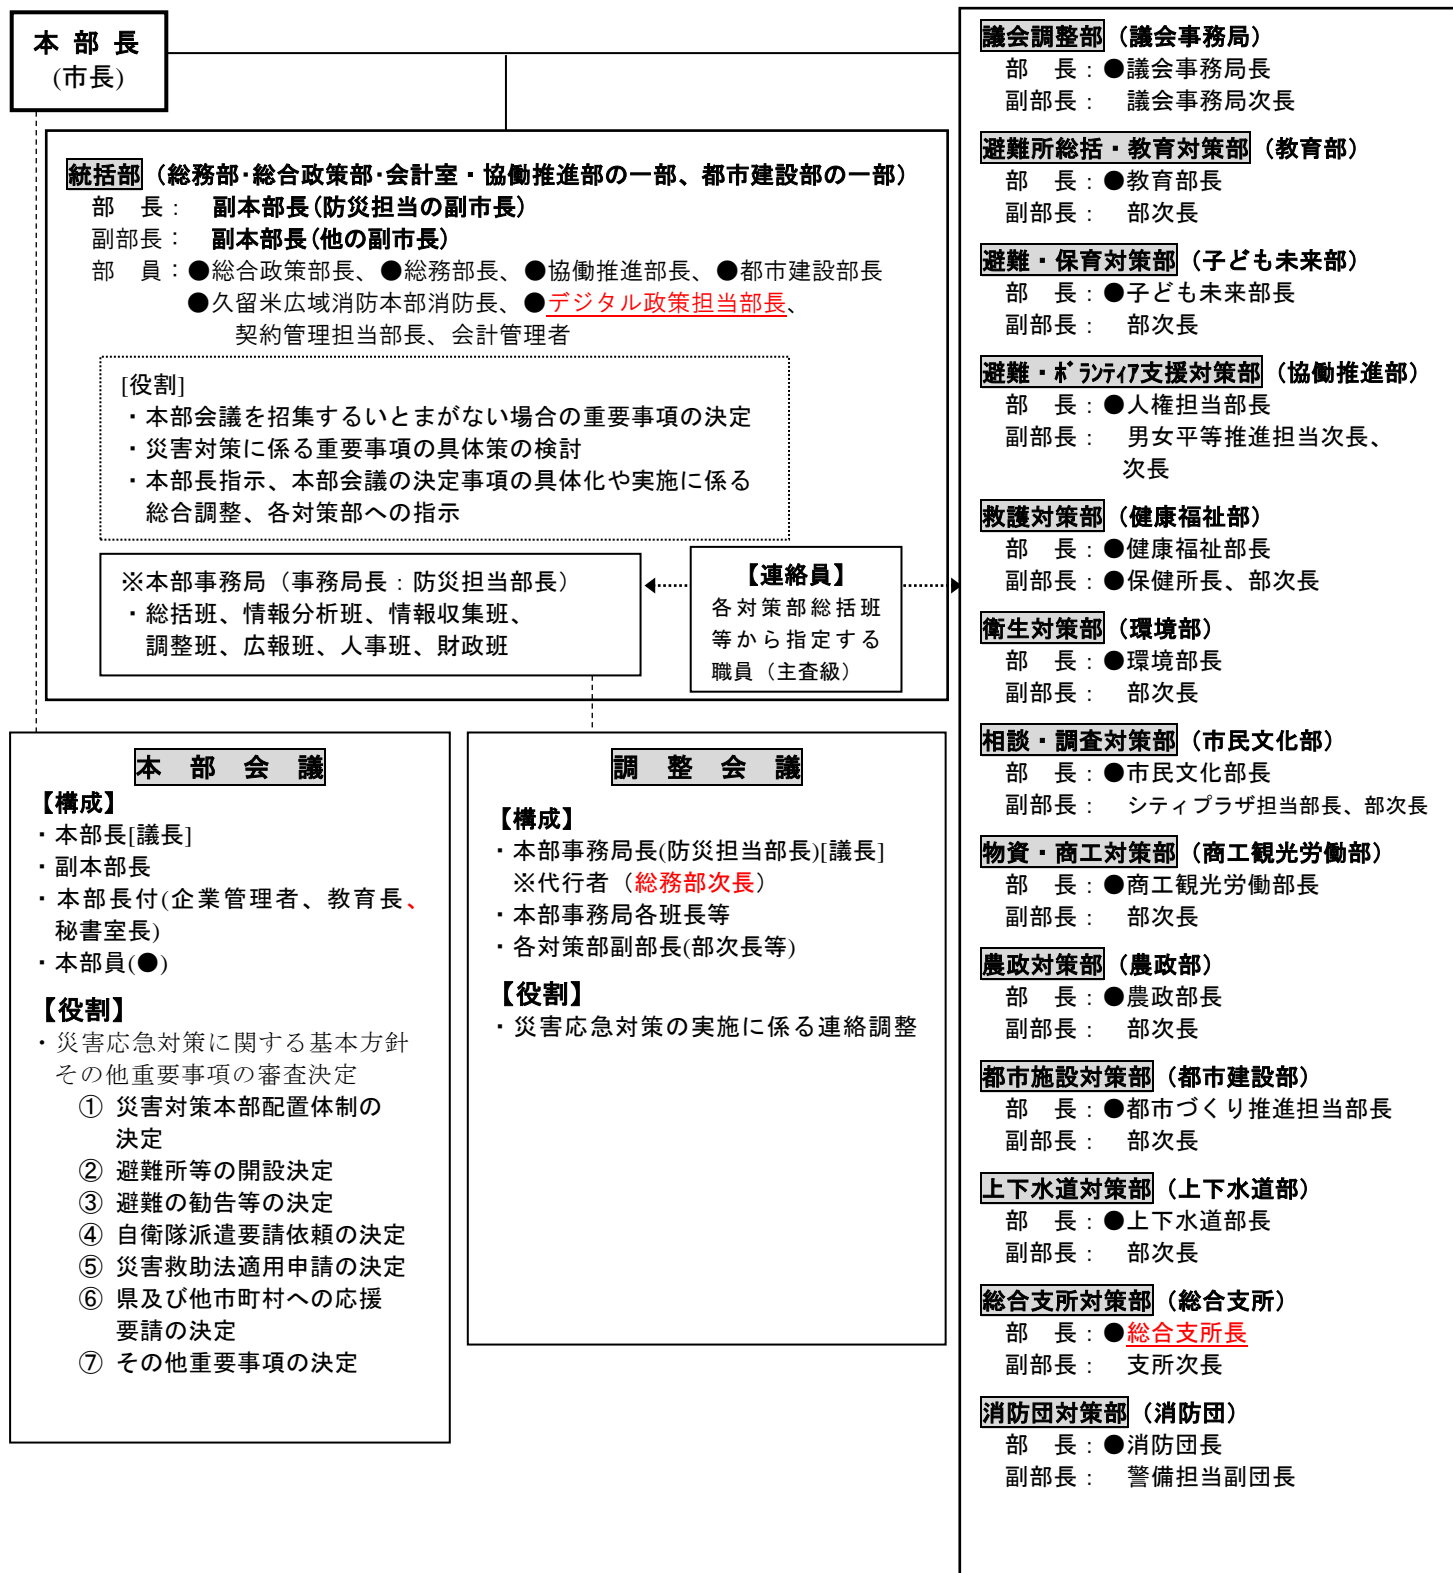 本 部 長
(市長)
統括部（総務部･総合政策部･会計室・協働推進部の一部、都市建設部の一部）
部　長：　副本部長(防災担当の副市長)
副部長：　副本部長(他の副市長)
部　員：●総合政策部長、●総務部長、●協働推進部長、●都市建設部長
●久留米広域消防本部消防長、●デジタル政策担当部長、
契約管理担当部長、会計管理者
[役割]
・本部会議を招集するいとまがない場合の重要事項の決定
・災害対策に係る重要事項の具体策の検討
・本部長指示、本部会議の決定事項の具体化や実施に係る
総合調整、各対策部への指示
※本部事務局（事務局長：防災担当部長）
・総括班、情報分析班、情報収集班、
調整班、広報班、人事班、財政班
【連絡員】
各対策部総括班
等から指定する
職員（主査級）
本　部　会　議
【構成】
・本部長[議長]
・副本部長
・本部長付(企業管理者、教育長、
秘書室長)
・本部員(●)
【役割】
・災害応急対策に関する基本方針
その他重要事項の審査決定
① 災害対策本部配置体制の
決定
② 避難所等の開設決定
③ 避難の勧告等の決定
④ 自衛隊派遣要請依頼の決定
⑤ 災害救助法適用申請の決定
⑥ 県及び他市町村への応援
要請の決定
⑦ その他重要事項の決定
調　整　会　議
【構成】
・本部事務局長(防災担当部長)[議長]
※代行者（総務部次長）
・本部事務局各班長等
・各対策部副部長(部次長等)
【役割】
・災害応急対策の実施に係る連絡調整
議会調整部（議会事務局）
部　長：●議会事務局長
副部長：　議会事務局次長
避難所総括・教育対策部（教育部）
部　長：●教育部長
副部長：　部次長
避難・保育対策部（子ども未来部）
部　長：●子ども未来部長
副部長：　部次長
避難・ﾎﾞﾗﾝﾃｨｱ支援対策部（協働推進部）
部　長：●人権担当部長
副部長：　男女平等推進担当次長、
次長
救護対策部（健康福祉部）
部　長：●健康福祉部長
副部長：●保健所長、部次長
衛生対策部（環境部）
部　長：●環境部長
副部長：　部次長
相談・調査対策部（市民文化部）
部　長：●市民文化部長
副部長：　シティプラザ担当部長、部次長
物資・商工対策部（商工観光労働部）
部　長：●商工観光労働部長
副部長：　部次長
農政対策部（農政部）
部　長：●農政部長
副部長：　部次長
都市施設対策部（都市建設部）
部　長：●都市づくり推進担当部長
副部長：　部次長
上下水道対策部（上下水道部）
部　長：●上下水道部長
副部長：　部次長
総合支所対策部（総合支所）
部　長：●総合支所長
副部長：　支所次長
消防団対策部（消防団）
部　長：●消防団長
副部長：　警備担当副団長